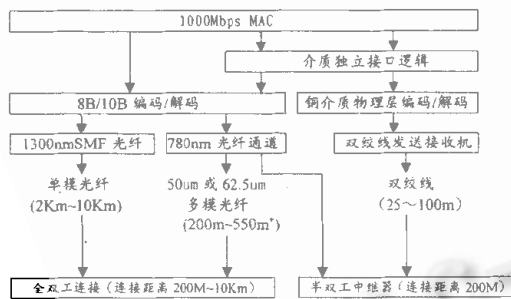 1000Mbps MAC
介质独立接口逻辑
8B/10B 编码/解码
铜介质物理层编码/解码
1300nmSMF 光纤
780nm 光纤通道
双绞线发送接收机
单模光纤
(2Km~10Km)
50um 或 62.5um
多模光纤
(200m~550m*)
双绞线
(25～100m)
全双工连接(连接距离 200M~10Km)
半双工中继器(连接距离 200M)